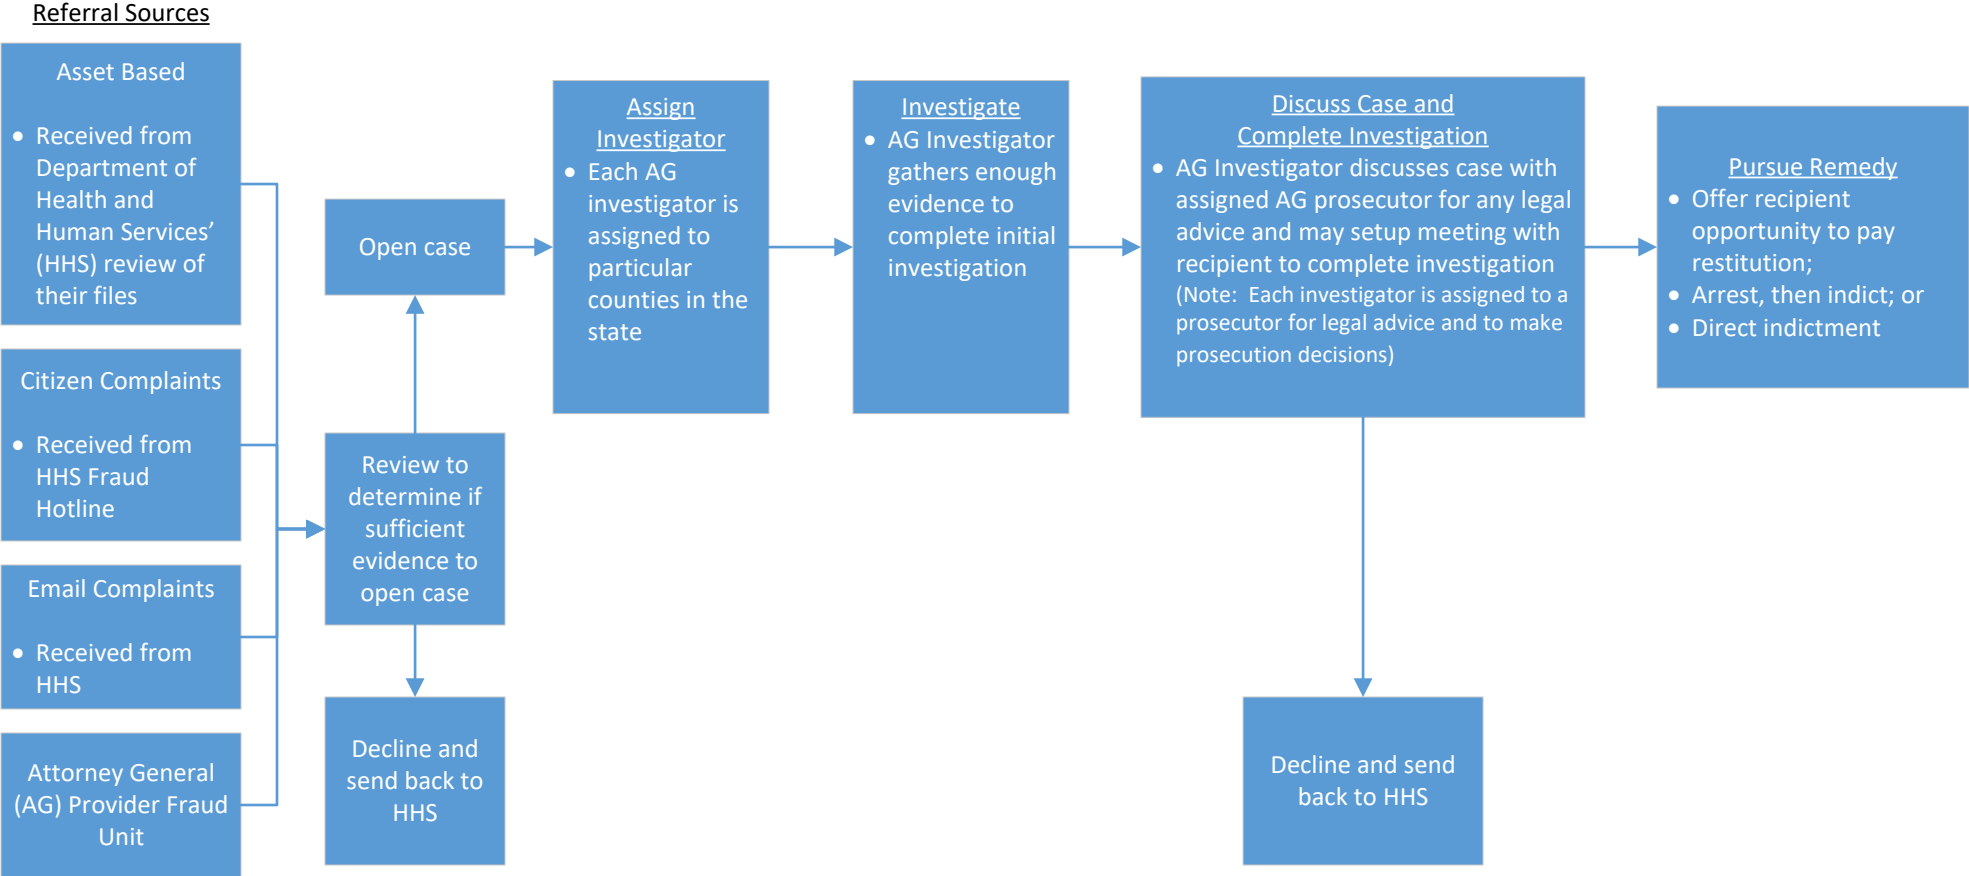 Referral Sources
Asset Based
• Received from
Department of
Health and
Human Services’
(HHS) review of
their files
Citizen Complaints
• Received from
HHS Fraud
Hotline
Email Complaints
• Received from
HHS
Attorney General
(AG) Provider Fraud
Unit
Open case
Review to
determine if
sufficient
evidence to
open case
Decline and
send back to
HHS
Assign
Investigator
• Each AG
investigator is
assigned to
particular
counties in the
state
Investigate
• AG Investigator
gathers enough
evidence to
complete initial
investigation
Discuss Case and
Complete Investigation
• AG Investigator discusses case with
assigned AG prosecutor for any legal
advice and may setup meeting with
recipient to complete investigation
(Note: Each investigator is assigned to a
prosecutor for legal advice and to make
prosecution decisions)
Decline and send
back to HHS
Pursue Remedy
• Offer recipient
opportunity to pay
restitution;
• Arrest, then indict; or
• Direct indictment